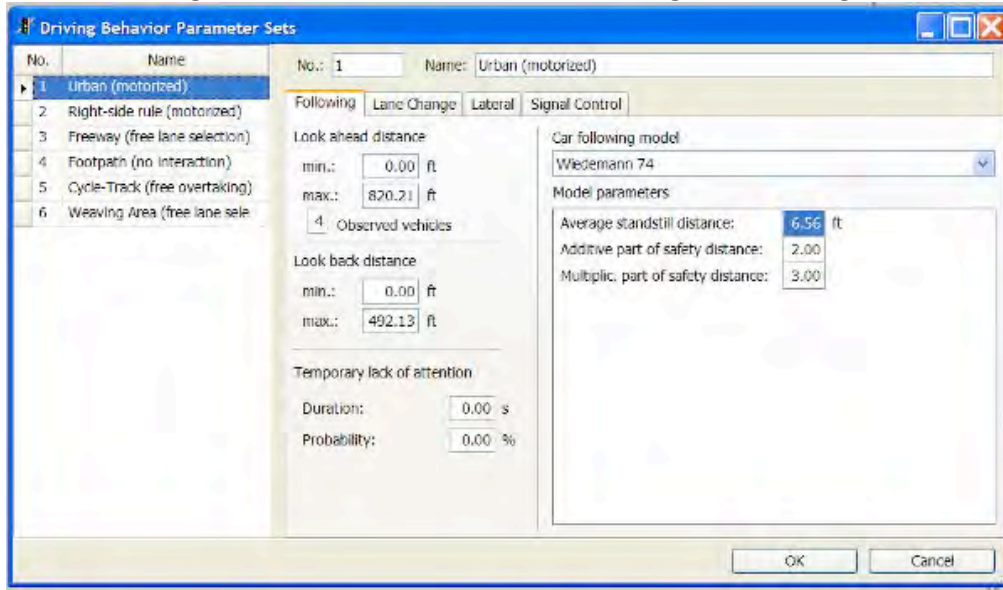 Driving Behavior Parameter Sets
No. Name
1 Urban (motorized)
2 Right-side rule (motorized)
3 Freeway (free lane selection)
4 Footpath (no interaction)
5 Cycle-Track (free overtaking)
6 Weaving Area (free lane sele
No.: 1 Name: Urban (motorized)
Following Lane Change Lateral Signal Control
Look ahead distance
min.: 0.00 ft
max.: 820.21 ft
4 Observed vehicles
Look back distance
min.: 0.00 ft
max.: 492.13 ft
Temporary lack of attention
Duration: 0.00 s
Probability: 0.00 %
Car following model
Wiedemann 74
Model parameters
Average standstill distance: 6.56 ft
Additive part of safety distance: 2.00
Multiplic. part of safety distance: 3.00
OK Cancel